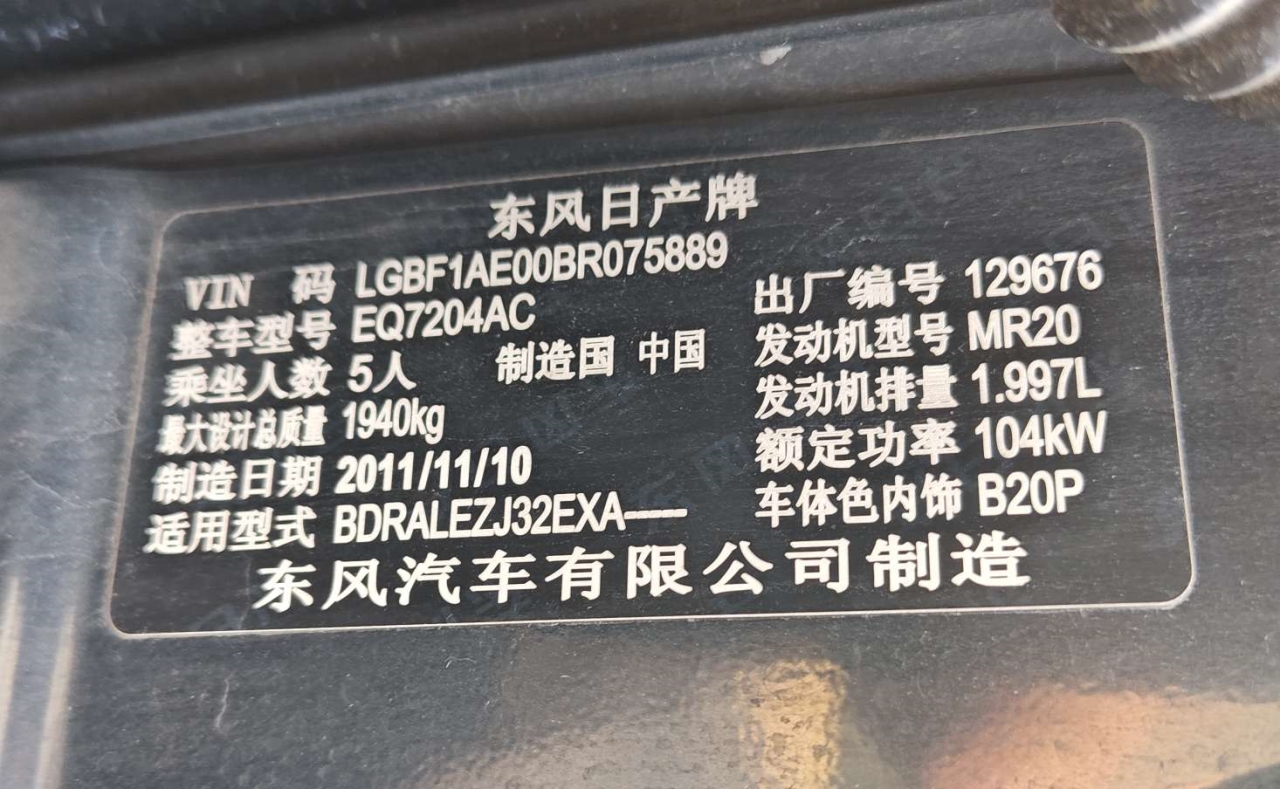 东风日产牌
VIN 码 LGBF1AE00BR075889
整车型号 EQ7204AC
出厂编号 129676
乘坐人数 5人 制造国 中国
发动机型号 MR20
最大设计总质量 1940kg
发动机排量 1.997L
制造日期 2011/11/10
额定功率 104kW
适用型式 BDRALEZJ32EXA-----
车体色内饰 B20P
东风汽车有限公司制造